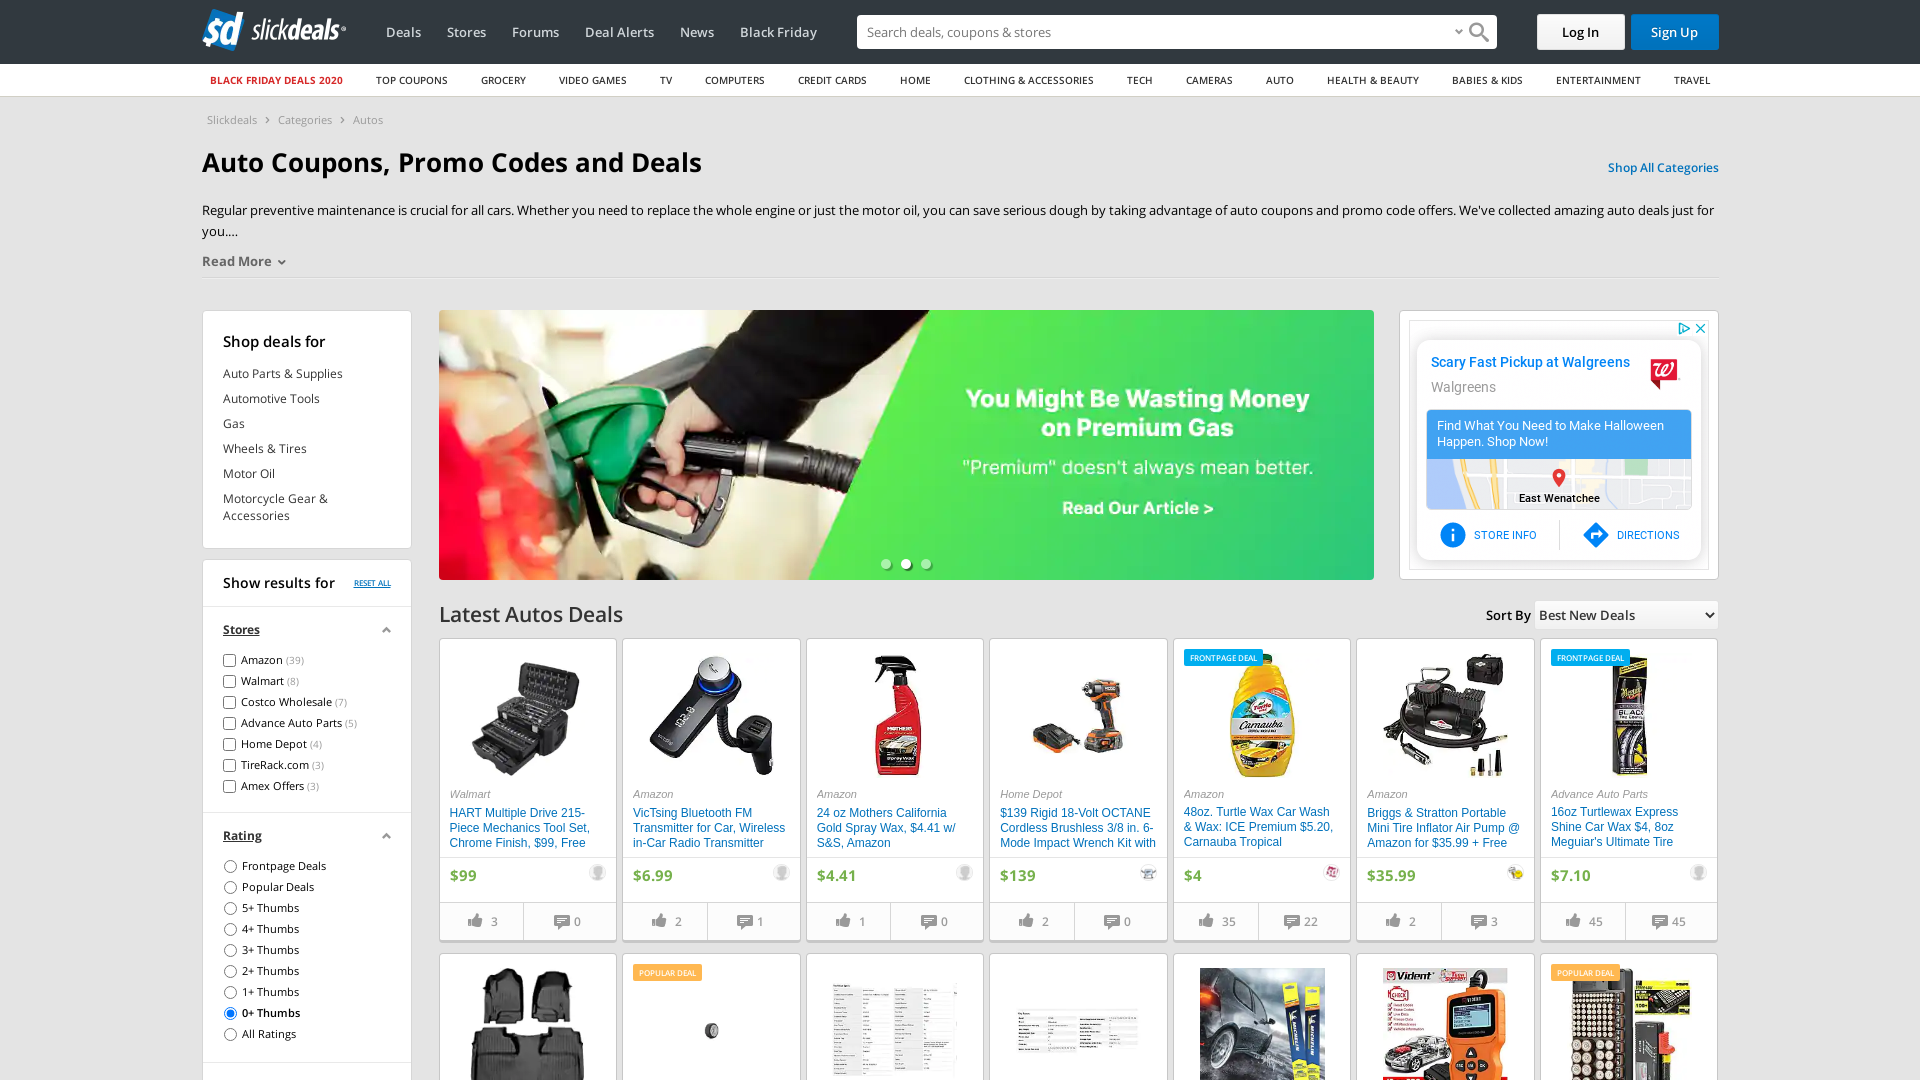 sd slickdeals
Deals
Stores
Forums
Deal Alerts
News
Black Friday
Search deals, coupons & stores
Log In
Sign Up
BLACK FRIDAY DEALS 2020
TOP COUPONS
GROCERY
VIDEO GAMES
TV
COMPUTERS
CREDIT CARDS
HOME
CLOTHING & ACCESSORIES
TECH
CAMERAS
AUTO
HEALTH & BEAUTY
BABIES & KIDS
ENTERTAINMENT
TRAVEL
Slickdeals > Categories > Autos
Auto Coupons, Promo Codes and Deals
Shop All Categories
Regular preventive maintenance is crucial for all cars. Whether you need to replace the whole engine or just the motor oil, you can save serious dough by taking advantage of auto coupons and promo code offers. We've collected amazing auto deals just for
you....
Read More
Shop deals for
Auto Parts & Supplies
Automotive Tools
Gas
Wheels & Tires
Motor Oil
Motorcycle Gear &
Accessories
Show results for
RESET ALL
Stores
Amazon (39)
Walmart (8)
Costco Wholesale (7)
Advance Auto Parts (5)
Home Depot (4)
TireRack.com (3)
Amex Offers (3)
Rating
Frontpage Deals
Popular Deals
5+ Thumbs
4+ Thumbs
3+ Thumbs
2+ Thumbs
1+ Thumbs
0+ Thumbs
All Ratings
You Might Be Wasting Money
on Premium Gas
"Premium" doesn't always mean better.
Read Our Article >
Scary Fast Pickup at Walgreens
Walgreens
Find What You Need to Make Halloween
Happen. Shop Now!
East Wenatchee
STORE INFO
DIRECTIONS
Latest Autos Deals
Sort By
Best New Deals
Walmart
HART Multiple Drive 215-
Piece Mechanics Tool Set,
Chrome Finish, $99, Free
$99
3
0
Amazon
VicTsing Bluetooth FM
Transmitter for Car, Wireless
in-Car Radio Transmitter
$6.99
2
1
Amazon
24 oz Mothers California
Gold Spray Wax, $4.41 w/
S&S, Amazon
$4.41
1
0
Home Depot
$139 Rigid 18-Volt OCTANE
Cordless Brushless 3/8 in. 6-
Mode Impact Wrench Kit with
$139
2
0
FRONTPAGE DEAL
Carnauba
Amazon
48oz. Turtle Wax Car Wash
& Wax: ICE Premium $5.20,
Carnauba Tropical
$4
35
22
Amazon
Briggs & Stratton Portable
Mini Tire Inflator Air Pump @
Amazon for $35.99 + Free
$35.99
2
3
FRONTPAGE DEAL
BLACK
Advance Auto Parts
16oz Turtlewax Express
Shine Car Wax $4, 8oz
Meguiar's Ultimate Tire
$7.10
45
45
POPULAR DEAL
MICHELIN
Vident
CHECK
POPULAR DEAL